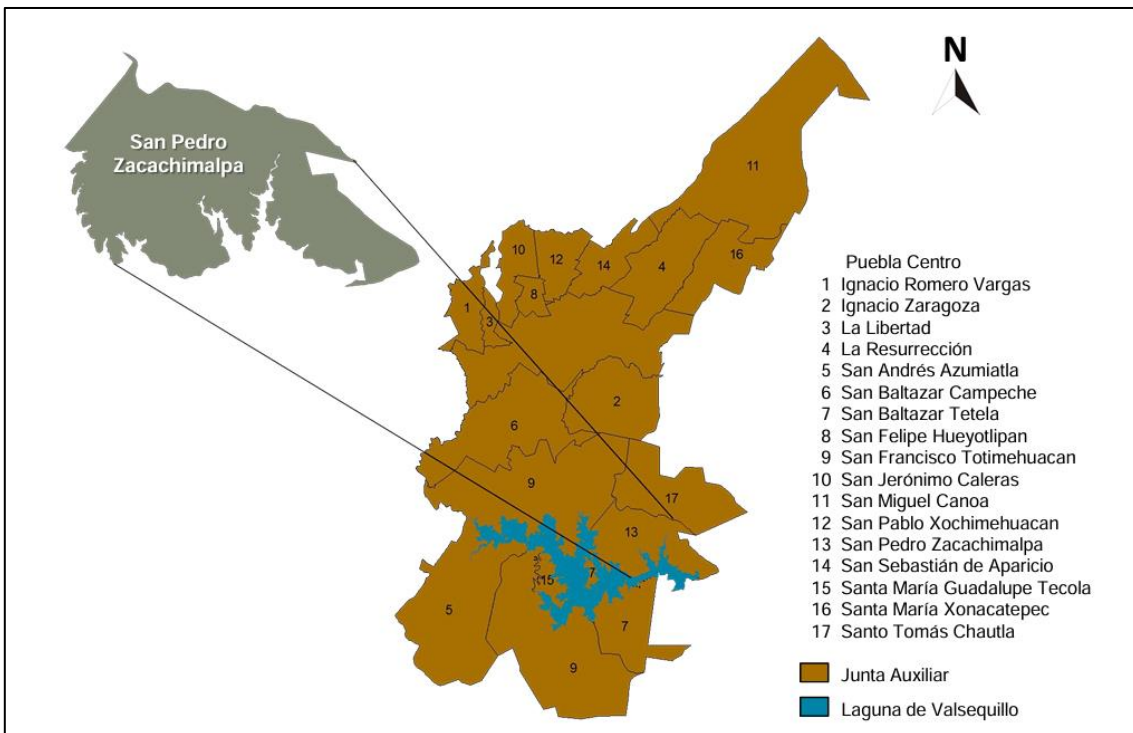 San Pedro
Zacachimalpa
N
11
10
12
14
4
16
8
1
3
2
6
9
17
13
7
15
5
7
9
Puebla Centro
1 Ignacio Romero Vargas
2 Ignacio Zaragoza
3 La Libertad
4 La Resurrección
5 San Andrés Azumiatla
6 San Baltazar Campeche
7 San Baltazar Tetela
8 San Felipe Hueyotlipan
9 San Francisco Totimehuacan
10 San Jerónimo Caleras
11 San Miguel Canoa
12 San Pablo Xochimehuacan
13 San Pedro Zacachimalpa
14 San Sebastián de Aparicio
15 Santa María Guadalupe Tecola
16 Santa María Xonacatepec
17 Santo Tomás Chautla
Junta Auxiliar
Laguna de Valsequillo